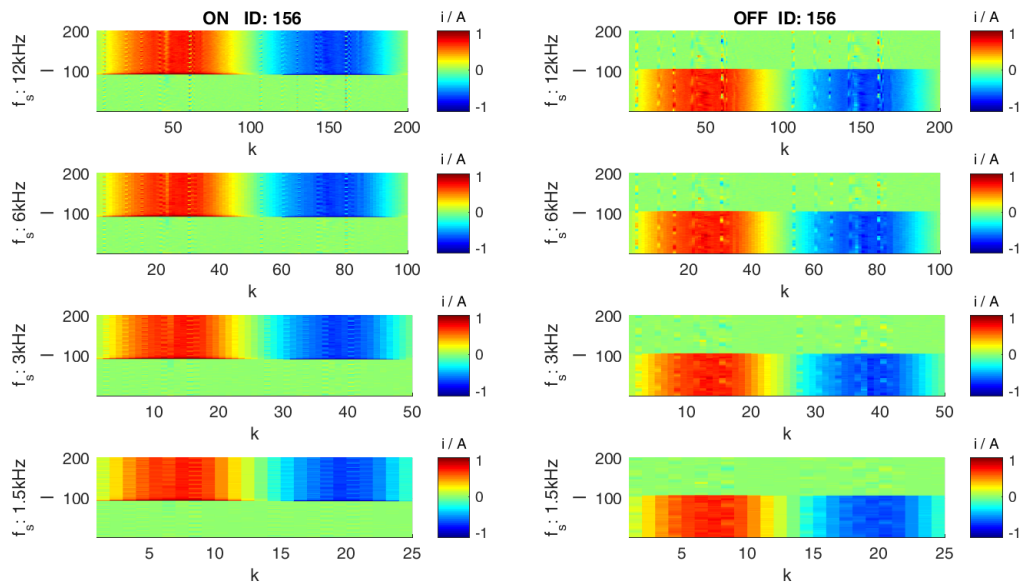 ON ID: 156
f_s: 12kHz
l
200
100
50 100 150 200
k
i / A
1
0
-1
OFF ID: 156
f_s: 12kHz
l
200
100
50 100 150 200
k
i / A
1
0
-1
f_s: 6kHz
l
200
100
20 40 60 80 100
k
i / A
1
0
-1
f_s: 6kHz
l
200
100
20 40 60 80 100
k
i / A
1
0
-1
f_s: 3kHz
l
200
100
10 20 30 40 50
k
i / A
1
0
-1
f_s: 3kHz
l
200
100
10 20 30 40 50
k
i / A
1
0
-1
f_s: 1.5kHz
l
200
100
5 10 15 20 25
k
i / A
1
0
-1
f_s: 1.5kHz
l
200
100
5 10 15 20 25
k
i / A
1
0
-1